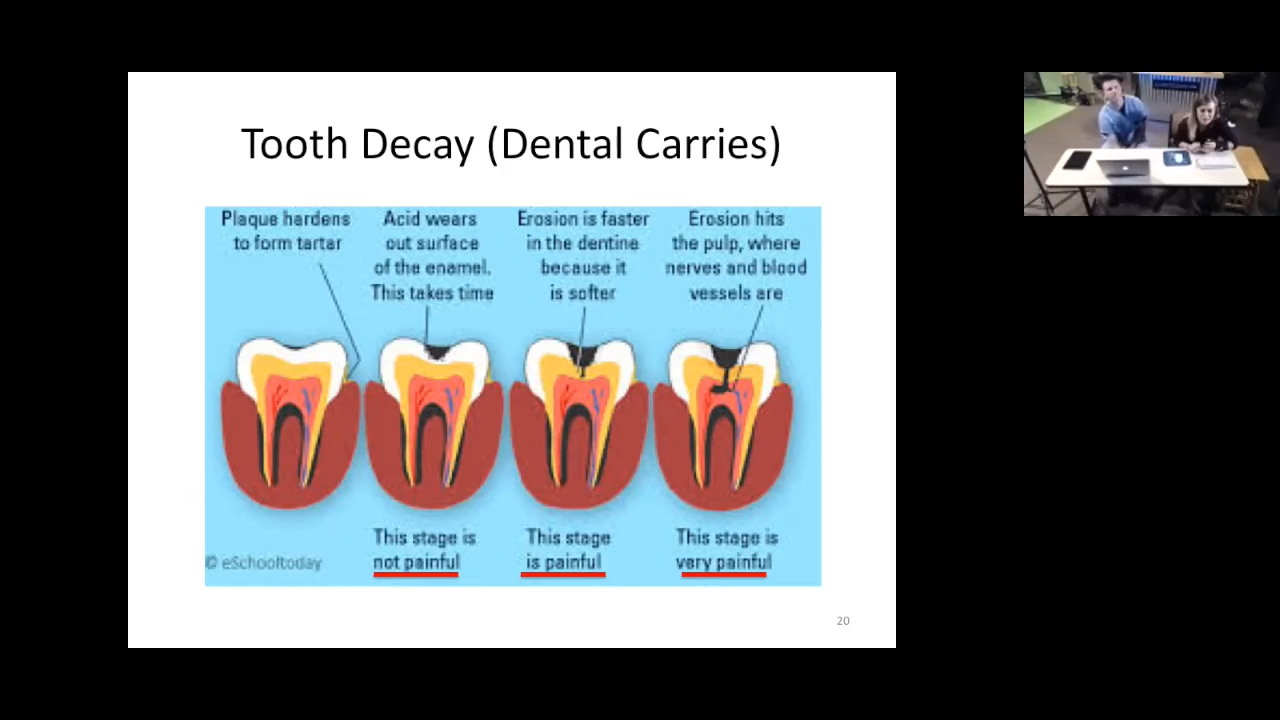 Tooth Decay (Dental Carries)
Plaque hardens
to form tartar
Acid wears
out surface
of the enamel.
This takes time
Erosion is faster
in the dentine
because it
is softer
Erosion hits
the pulp, where
nerves and blood
vessels are
This stage is
not painful
This stage
is painful
This stage is
very painful
© eSchooltoday
20